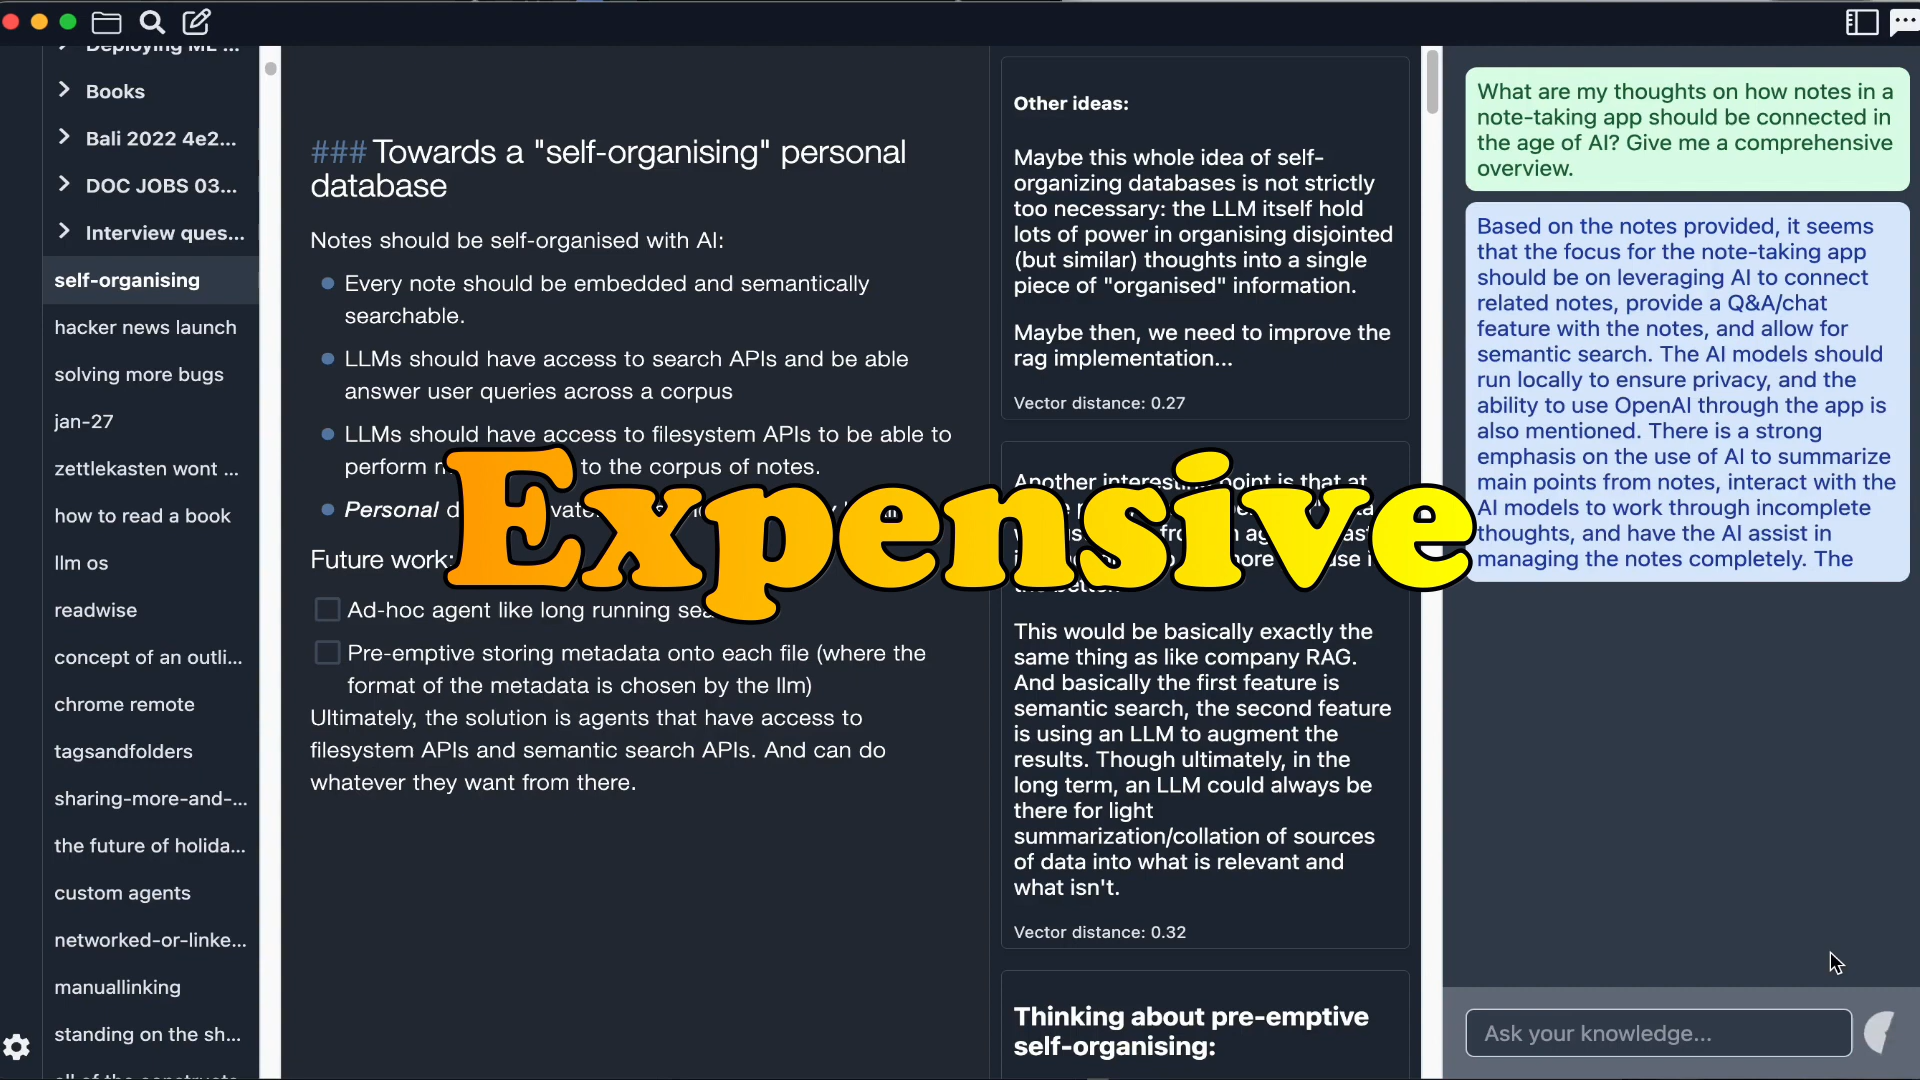 Books
Bali 2022 4e2...
DOC JOBS 03...
Interview ques...
self-organising
hacker news launch
solving more bugs
jan-27
zettlekasten wont ...
how to read a book
llm os
readwise
concept of an outli...
chrome remote
tagsandfolders
sharing-more-and-...
the future of holida...
custom agents
networked-or-linke...
manuallinking
standing on the sh...
### Towards a "self-organising" personal
database
Notes should be self-organised with AI:
Every note should be embedded and semantically
searchable.
LLMs should have access to search APIs and be able
answer user queries across a corpus
LLMs should have access to filesystem APIs to be able to
perform to the corpus of notes.
Personal
Future work:
Ad-hoc agent like long running
Pre-emptive storing metadata onto each file (where the
format of the metadata is chosen by the llm)
Ultimately, the solution is agents that have access to
filesystem APIs and semantic search APIs. And can do
whatever they want from there.
Expensive
Other ideas:
Maybe this whole idea of self-
organizing databases is not strictly
too necessary: the LLM itself hold
lots of power in organising disjointed
(but similar) thoughts into a single
piece of "organised" information.
Maybe then, we need to improve the
rag implementation...
Vector distance: 0.27
Another interesting point is that at
This would be basically exactly the
same thing as like company RAG.
And basically the first feature is
semantic search, the second feature
is using an LLM to augment the
results. Though ultimately, in the
long term, an LLM could always be
there for light
summarization/collation of sources
of data into what is relevant and
what isn't.
Vector distance: 0.32
Thinking about pre-emptive
self-organising:
What are my thoughts on how notes in a
note-taking app should be connected in
the age of AI? Give me a comprehensive
overview.
Based on the notes provided, it seems
that the focus for the note-taking app
should be on leveraging AI to connect
related notes, provide a Q&A/chat
feature with the notes, and allow for
semantic search. The AI models should
run locally to ensure privacy, and the
ability to use OpenAI through the app is
also mentioned. There is a strong
emphasis on the use of AI to summarize
main points from notes, interact with the
AI models to work through incomplete
thoughts, and have the AI assist in
managing the notes completely. The
Ask your knowledge...